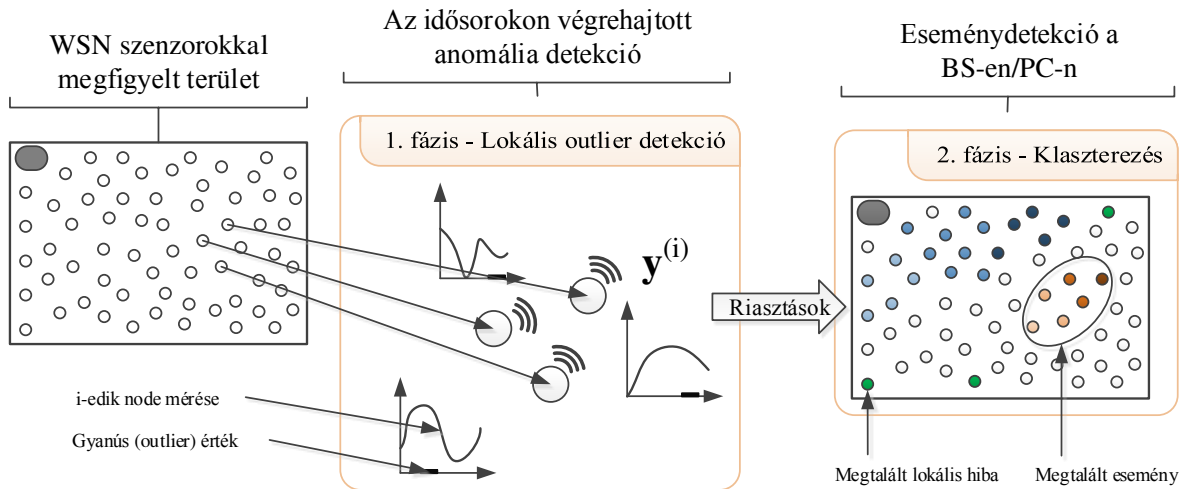 WSN szenzorokkal
megfigyelt terület
Az idősorokon végrehajtott
anomália detekció
Eseménydetekció a
BS-en/PC-n
1. fázis - Lokális outlier detekció
2. fázis - Klaszterezés
y(i)
Riasztások
i-edik node mérése
Gyanús (outlier) érték
Megtalált lokális hiba
Megtalált esemény